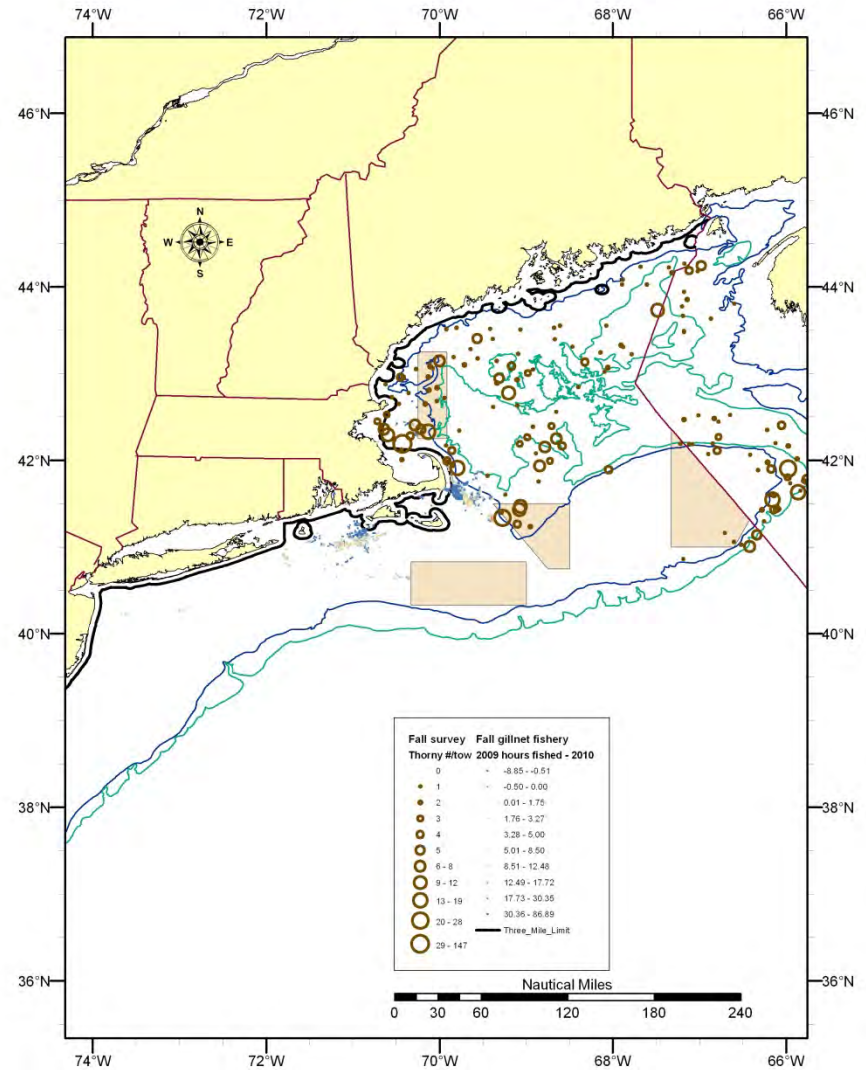 74°W 72°W 70°W 68°W 66°W
46°N 46°N
N
W E
S
44°N 44°N
42°N 42°N
40°N 40°N
Fall survey Fall gillnet fishery
Thorny #/tow 2009 hours fished - 2010
0 -8.85 - -0.51
1 -0.50 - 0.00
2 0.01 - 1.75
3 1.76 - 3.27
4 3.28 - 5.00
5 5.01 - 8.50
6 - 8 8.51 - 12.48
9 - 12 12.49 - 17.72
13 - 19 17.73 - 30.35
20 - 28 30.36 - 86.89
29 - 147 Three_Mile_Limit
38°N 38°N
36°N 36°N
Nautical Miles
0 30 60 120 180 240
74°W 72°W 70°W 68°W 66°W